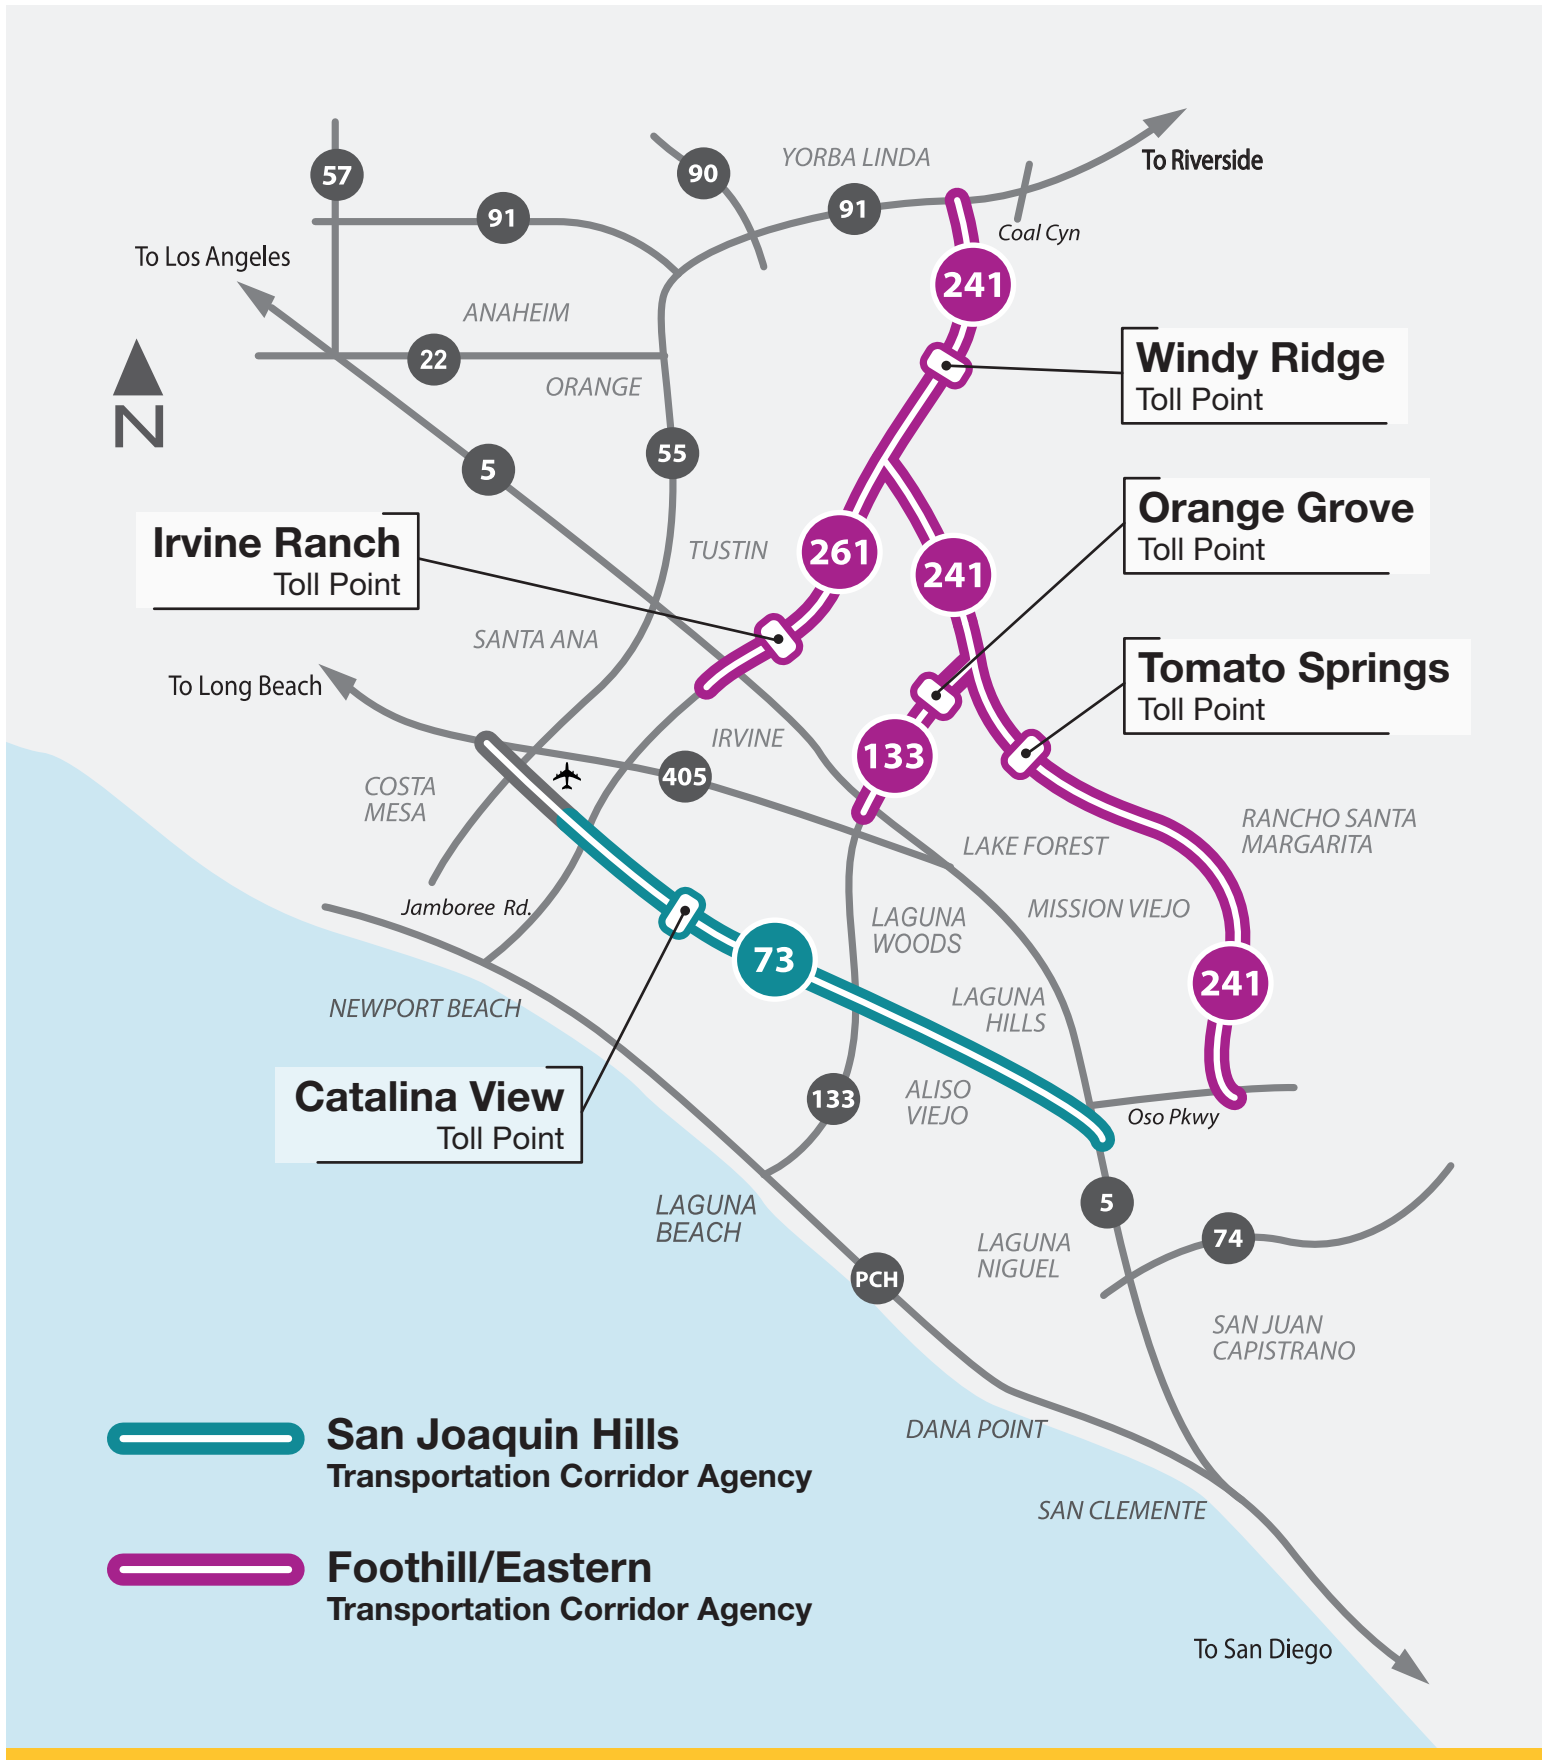 57
90
YORBA LINDA
To Riverside
91
91
Coal Cyn
To Los Angeles
241
ANAHEIM
22
ORANGE
N
Windy Ridge
Toll Point
55
5
Orange Grove
Toll Point
Irvine Ranch
Toll Point
TUSTIN
261
241
SANTA ANA
Tomato Springs
Toll Point
To Long Beach
IRVINE
133
405
COSTA
MESA
RANCHO SANTA
MARGARITA
LAKE FOREST
Jamboree Rd.
LAGUNA
WOODS
MISSION VIEJO
73
241
NEWPORT BEACH
LAGUNA
HILLS
Catalina View
Toll Point
133
ALISO
VIEJO
Oso Pkwy
LAGUNA
BEACH
5
74
LAGUNA
NIGUEL
PCH
SAN JUAN
CAPISTRANO
DANA POINT
San Joaquin Hills
Transportation Corridor Agency
SAN CLEMENTE
Foothill/Eastern
Transportation Corridor Agency
To San Diego